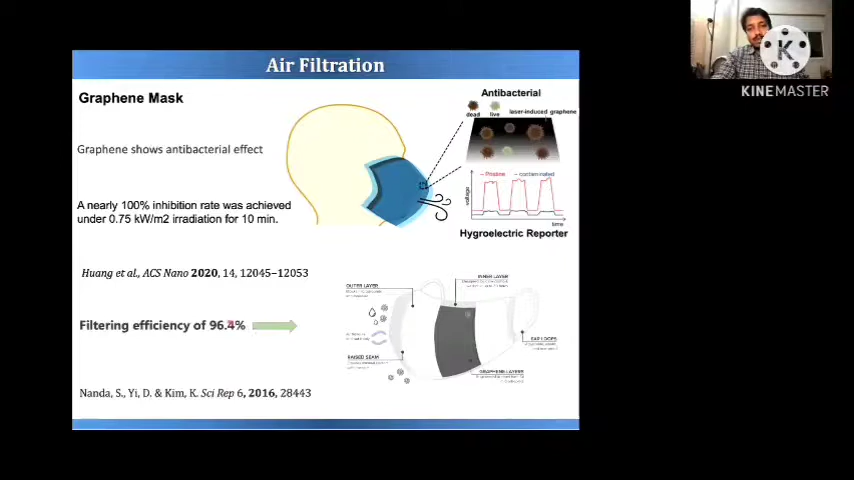 Air Filtration
Graphene Mask
Graphene shows antibacterial effect
A nearly 100% inhibition rate was achieved
under 0.75 kW/m2 irradiation for 10 min.
Huang et al., ACS Nano 2020, 14, 12045–12053
Filtering efficiency of 96.4%
Nanda, S., Yi, D. & Kim, K. Sci Rep 6, 2016, 28443
Antibacterial
dead
live
laser-induced graphene
Pristine
contaminated
voltage
time
Hygroelectric Reporter
OUTER LAYER
INNER LAYER
RAISED SEAM
EAR LOOPS
GRAPHENE LAYER
K
KINEMASTER